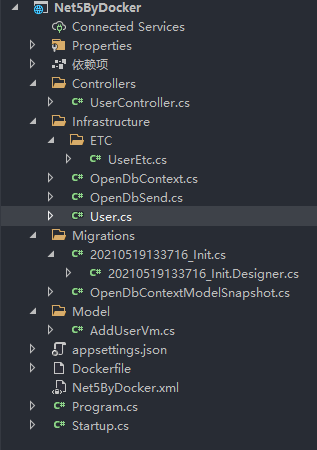 Net5ByDocker
Connected Services
Properties
依赖项
Controllers
C# UserController.cs
Infrastructure
ETC
C# UserEtc.cs
C# OpenDbContext.cs
C# OpenDbSend.cs
C# User.cs
Migrations
C# 20210519133716_Init.cs
C# 20210519133716_Init.Designer.cs
C# OpenDbContextModelSnapshot.cs
Model
C# AddUserVm.cs
appsettings.json
Dockerfile
Net5ByDocker.xml
C# Program.cs
C# Startup.cs